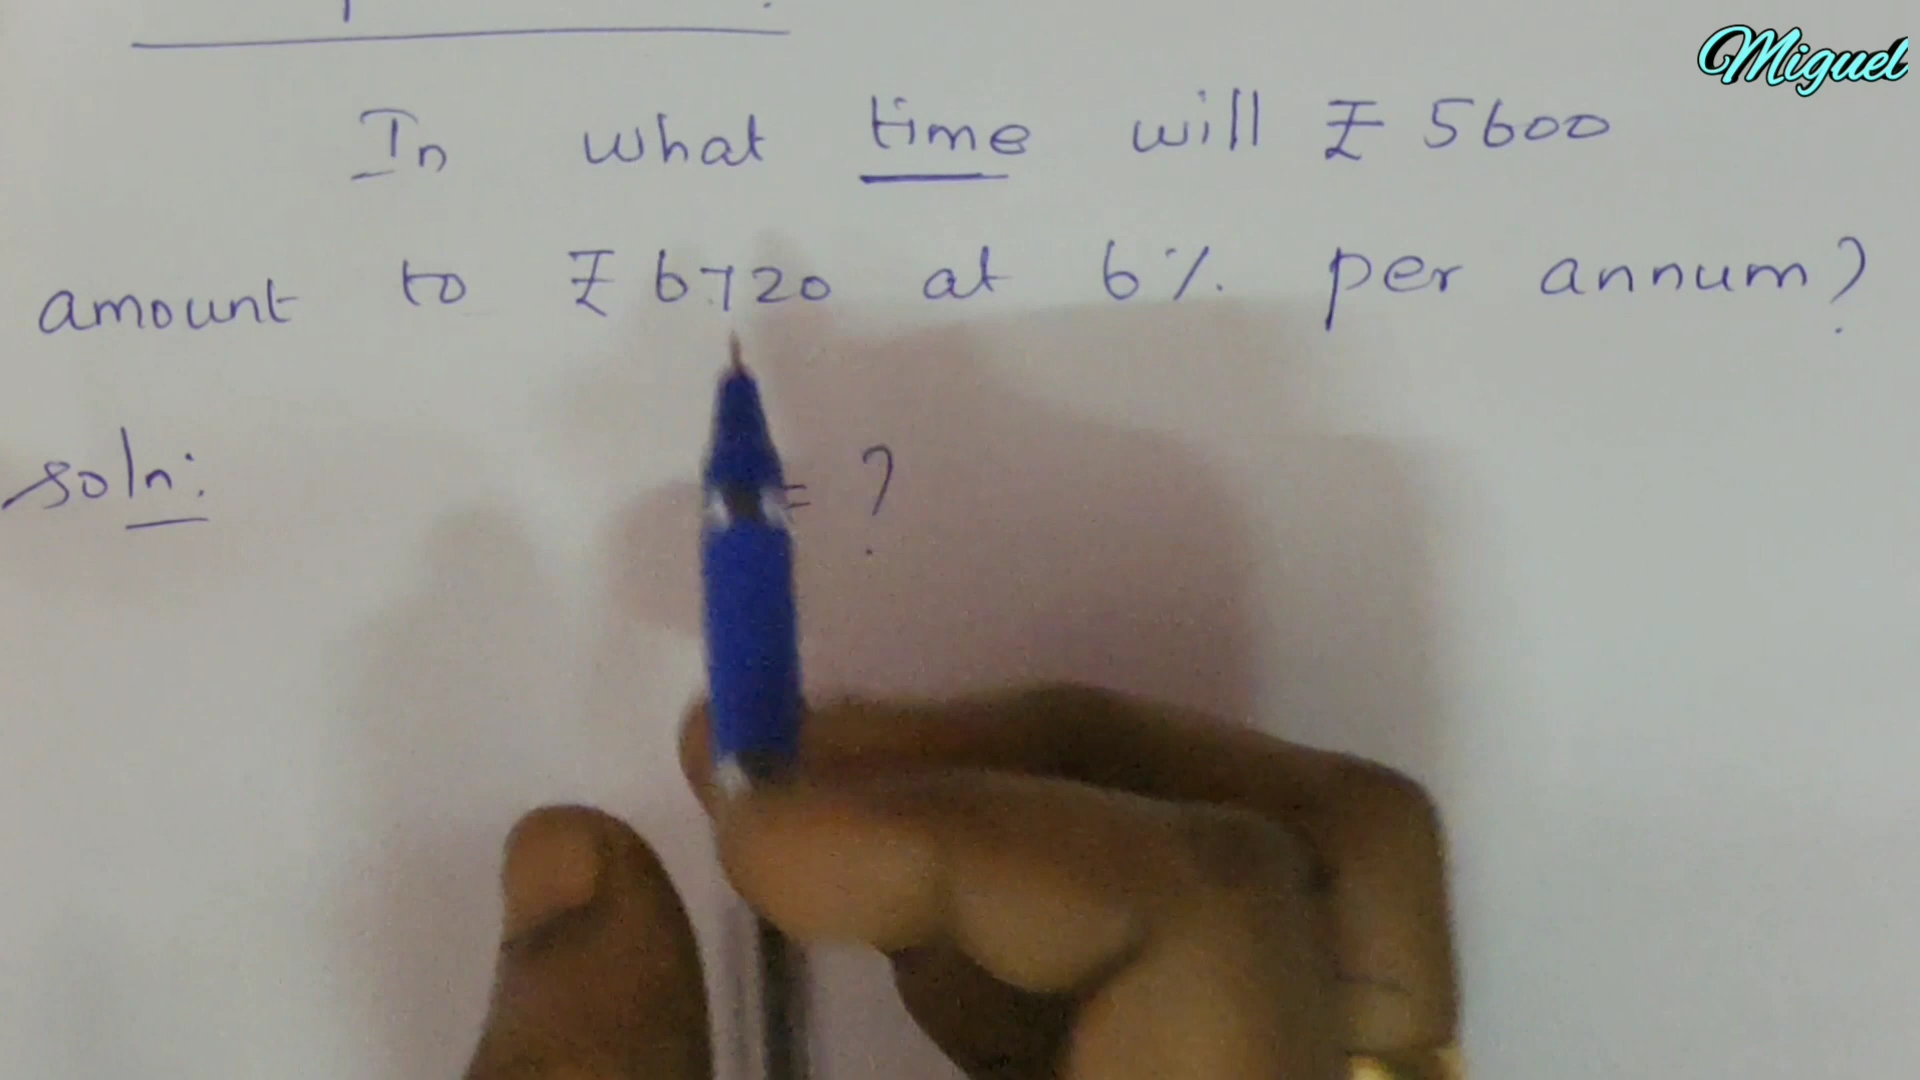 Miguel
In what time will ₹ 5600
amount to ₹ 6720 at 6% per annum?
soln:
= ?